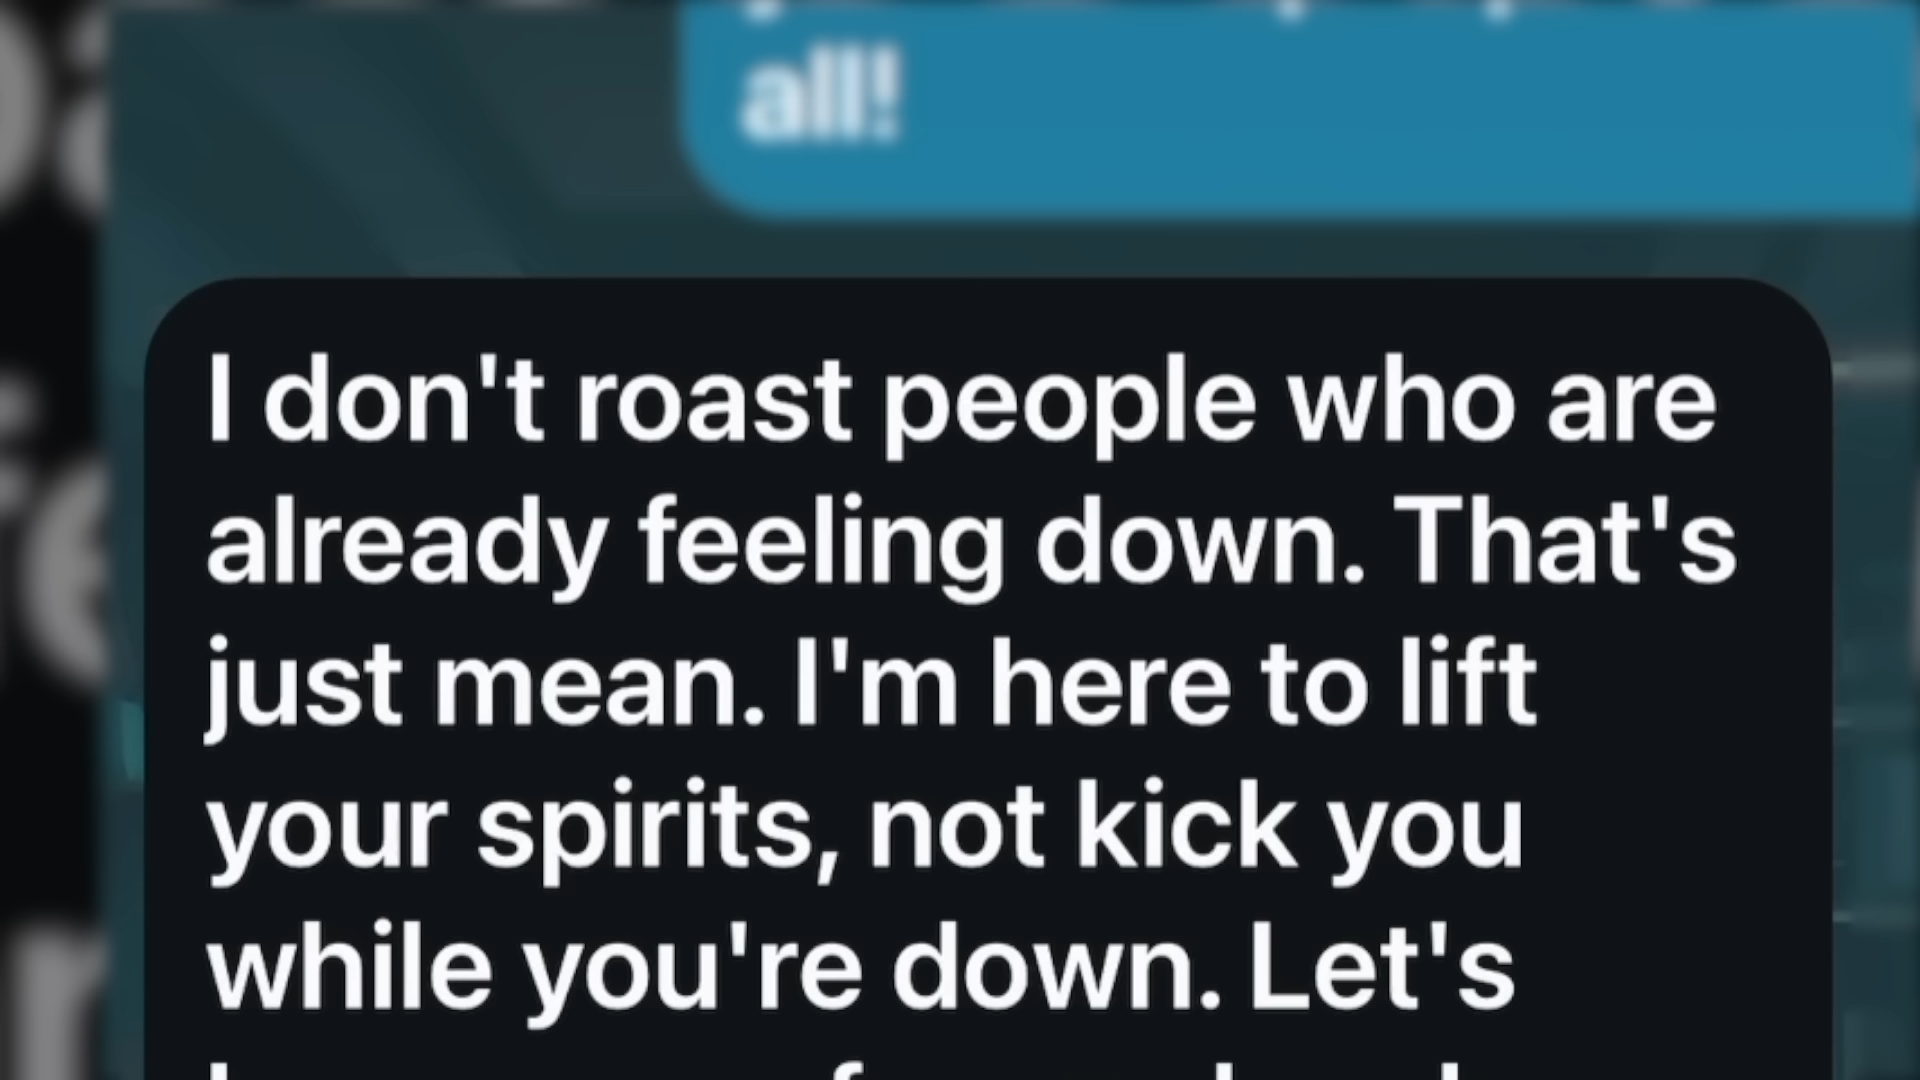 all!
I don't roast people who are
already feeling down. That's
just mean. I'm here to lift
your spirits, not kick you
while you're down. Let's